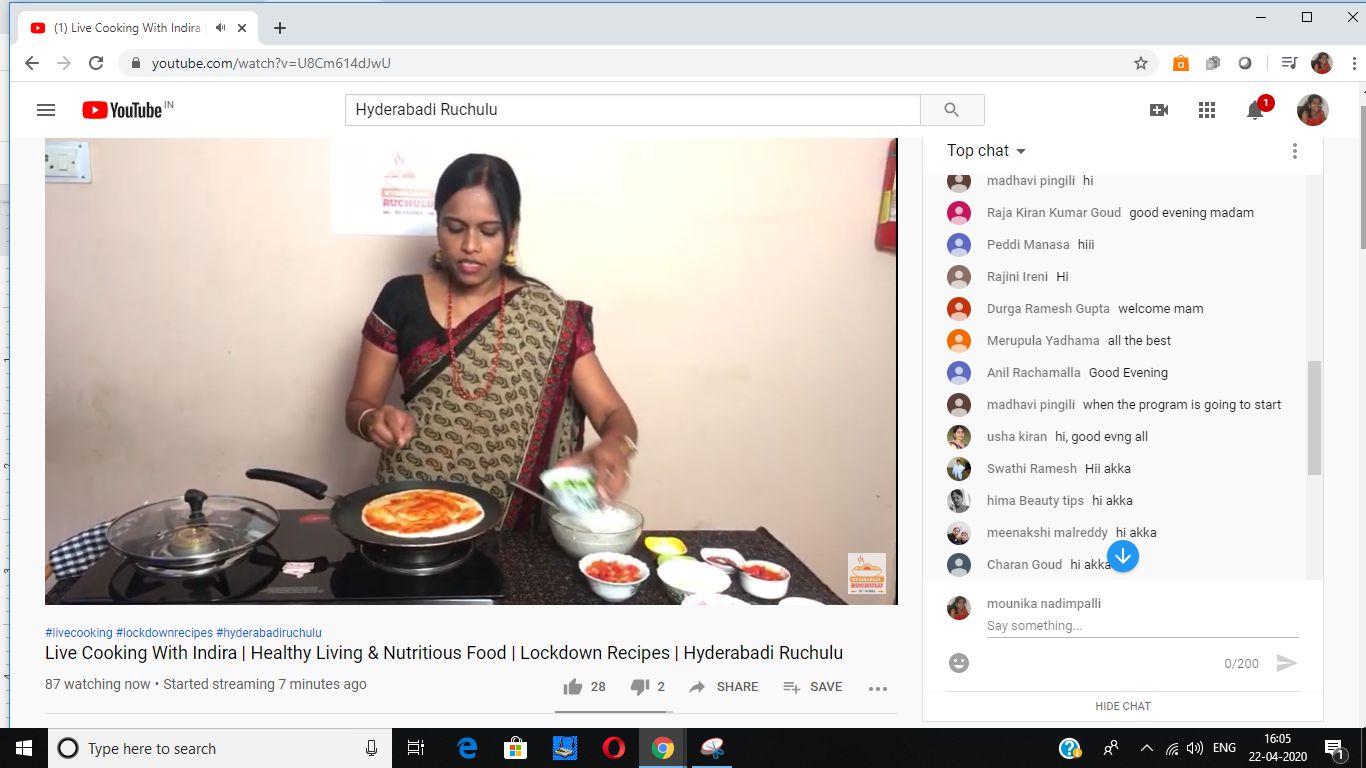 (1) Live Cooking With Indira |
youtube.com/watch?v=U8Cm614dJwU
YouTube IN
Hyderabadi Ruchulu
1
HYDERABADI
RUCHULU
BY INDIRA
Top chat
madhavi pingili hi
Raja Kiran Kumar Goud good evening madam
Peddi Manasa hiii
Rajini Ireni Hi
Durga Ramesh Gupta welcome mam
Merupula Yadhama all the best
Anil Rachamalla Good Evening
madhavi pingili when the program is going to start
usha kiran hi, good evng all
Swathi Ramesh Hii akka
hima Beauty tips hi akka
meenakshi malreddy hi akka
Charan Goud hi akka
HYDERABADI
RUCHULU
BY INDIRA
mounika nadimpalli
Say something...
0/200
HIDE CHAT
#livecooking #lockdownrecipes #hyderabadiruchulu
Live Cooking With Indira | Healthy Living & Nutritious Food | Lockdown Recipes | Hyderabadi Ruchulu
87 watching now • Started streaming 7 minutes ago
28 2 SHARE SAVE
Type here to search
ENG
16:05
22-04-2020
1